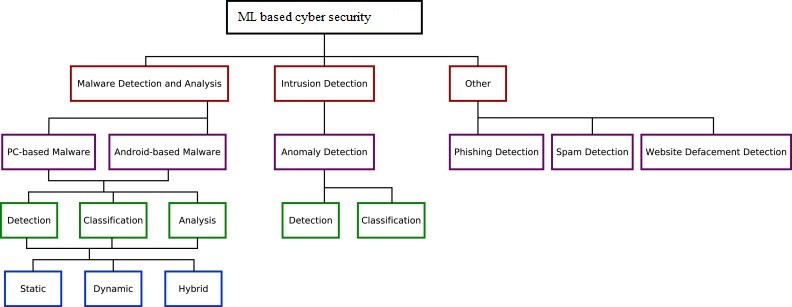 ML based cyber security
Malware Detection and Analysis
Intrusion Detection
Other
PC-based Malware
Android-based Malware
Anomaly Detection
Phishing Detection
Spam Detection
Website Defacement Detection
Detection
Classification
Analysis
Detection
Classification
Static
Dynamic
Hybrid